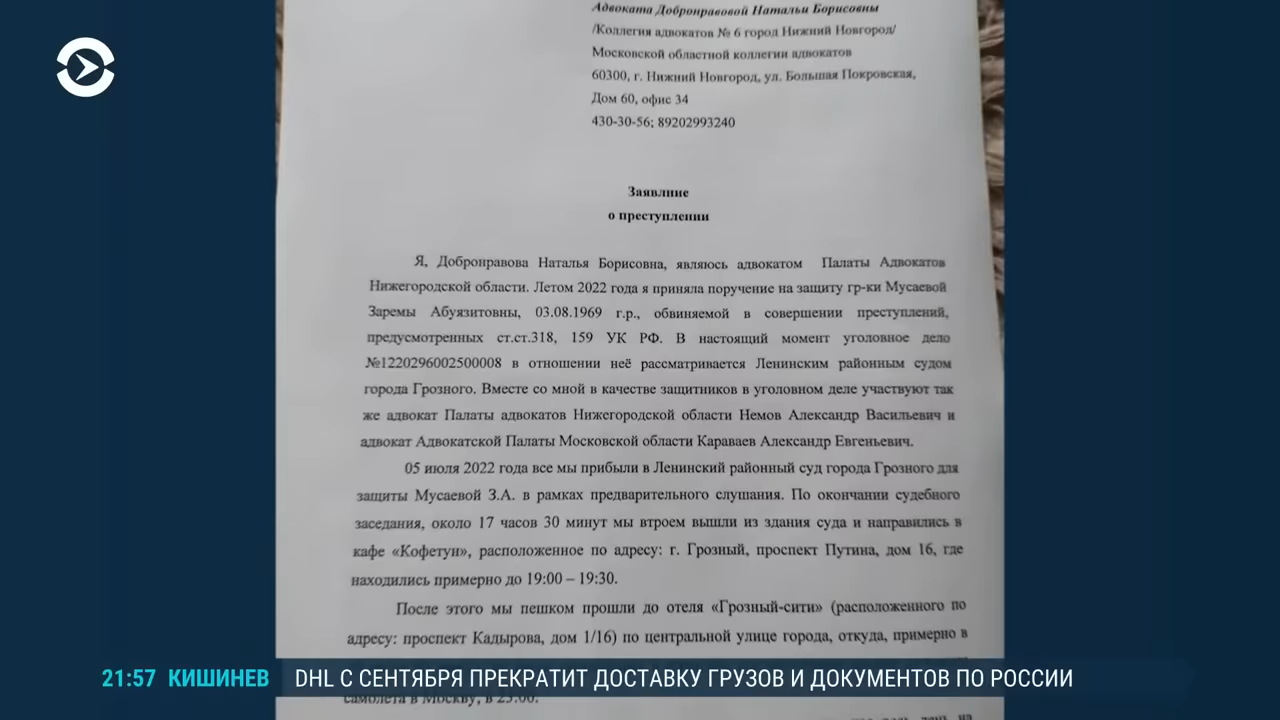 Адвоката Добронравовой Натальи Борисовны
/Коллегия адвокатов № 6 город Нижний Новгород/
Московской областной коллегии адвокатов
60300, г. Нижний Новгород, ул. Большая Покровская,
Дом 60, офис 34
430-30-56; 89202993240
Заявлние
о преступлении
Я, Добронравова Наталья Борисовна, являюсь адвокатом Палаты Адвокатов
Нижегородской области. Летом 2022 года я приняла поручение на защиту гр-ки Мусаевой
Заремы Абуязитовны, 03.08.1969 г.р., обвиняемой в совершении преступлений,
предусмотренных ст.ст.318, 159 УК РФ. В настоящий момент уголовное дело
№1220296002500008 в отношении неё рассматривается Ленинским районным судом
города Грозного. Вместе со мной в качестве защитников в уголовном деле участвуют так
же адвокат Палаты адвокатов Нижегородской области Немов Александр Васильевич и
адвокат Адвокатской Палаты Московской области Караваев Александр Евгеньевич.
05 июля 2022 года все мы прибыли в Ленинский районный суд города Грозного для
защиты Мусаевой З.А. в рамках предварительного слушания. По окончании судебного
заседания, около 17 часов 30 минут мы втроем вышли из здания суда и направились в
кафе «Кофетун», расположенное по адресу: г. Грозный, проспект Путина, дом 16, где
находились примерно до 19:00 – 19:30.
После этого мы пешком прошли до отеля «Грозный-сити» (расположенного по
адресу: проспект Кадырова, дом 1/16) по центральной улице города, откуда, примерно в
самолета в Москву, в 23:00.
21:57 КИШИНЕВ DHL С СЕНТЯБРЯ ПРЕКРАТИТ ДОСТАВКУ ГРУЗОВ И ДОКУМЕНТОВ ПО РОССИИ